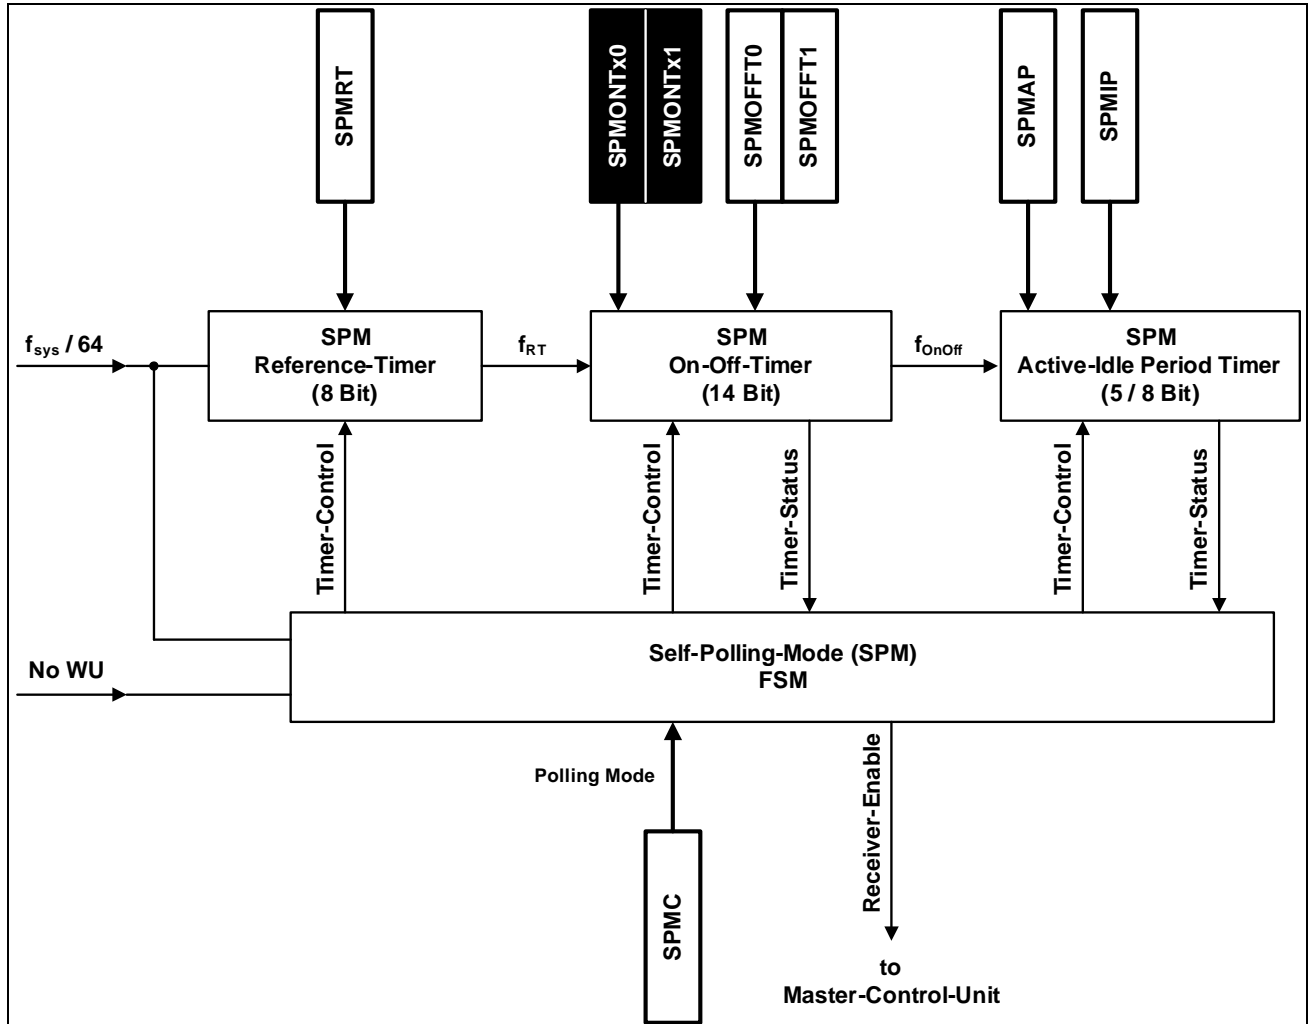 SPMRT
SPMONTx0
SPMONTx1
SPMOFFT0
SPMOFFT1
SPMAP
SPMIP
fsys / 64
SPM
Reference-Timer
(8 Bit)
fRT
SPM
On-Off-Timer
(14 Bit)
fOnOff
SPM
Active-Idle Period Timer
(5 / 8 Bit)
Timer-Control
Timer-Control
Timer-Status
Timer-Control
Timer-Status
No WU
Self-Polling-Mode (SPM)
FSM
Polling Mode
SPMC
Receiver-Enable
to
Master-Control-Unit